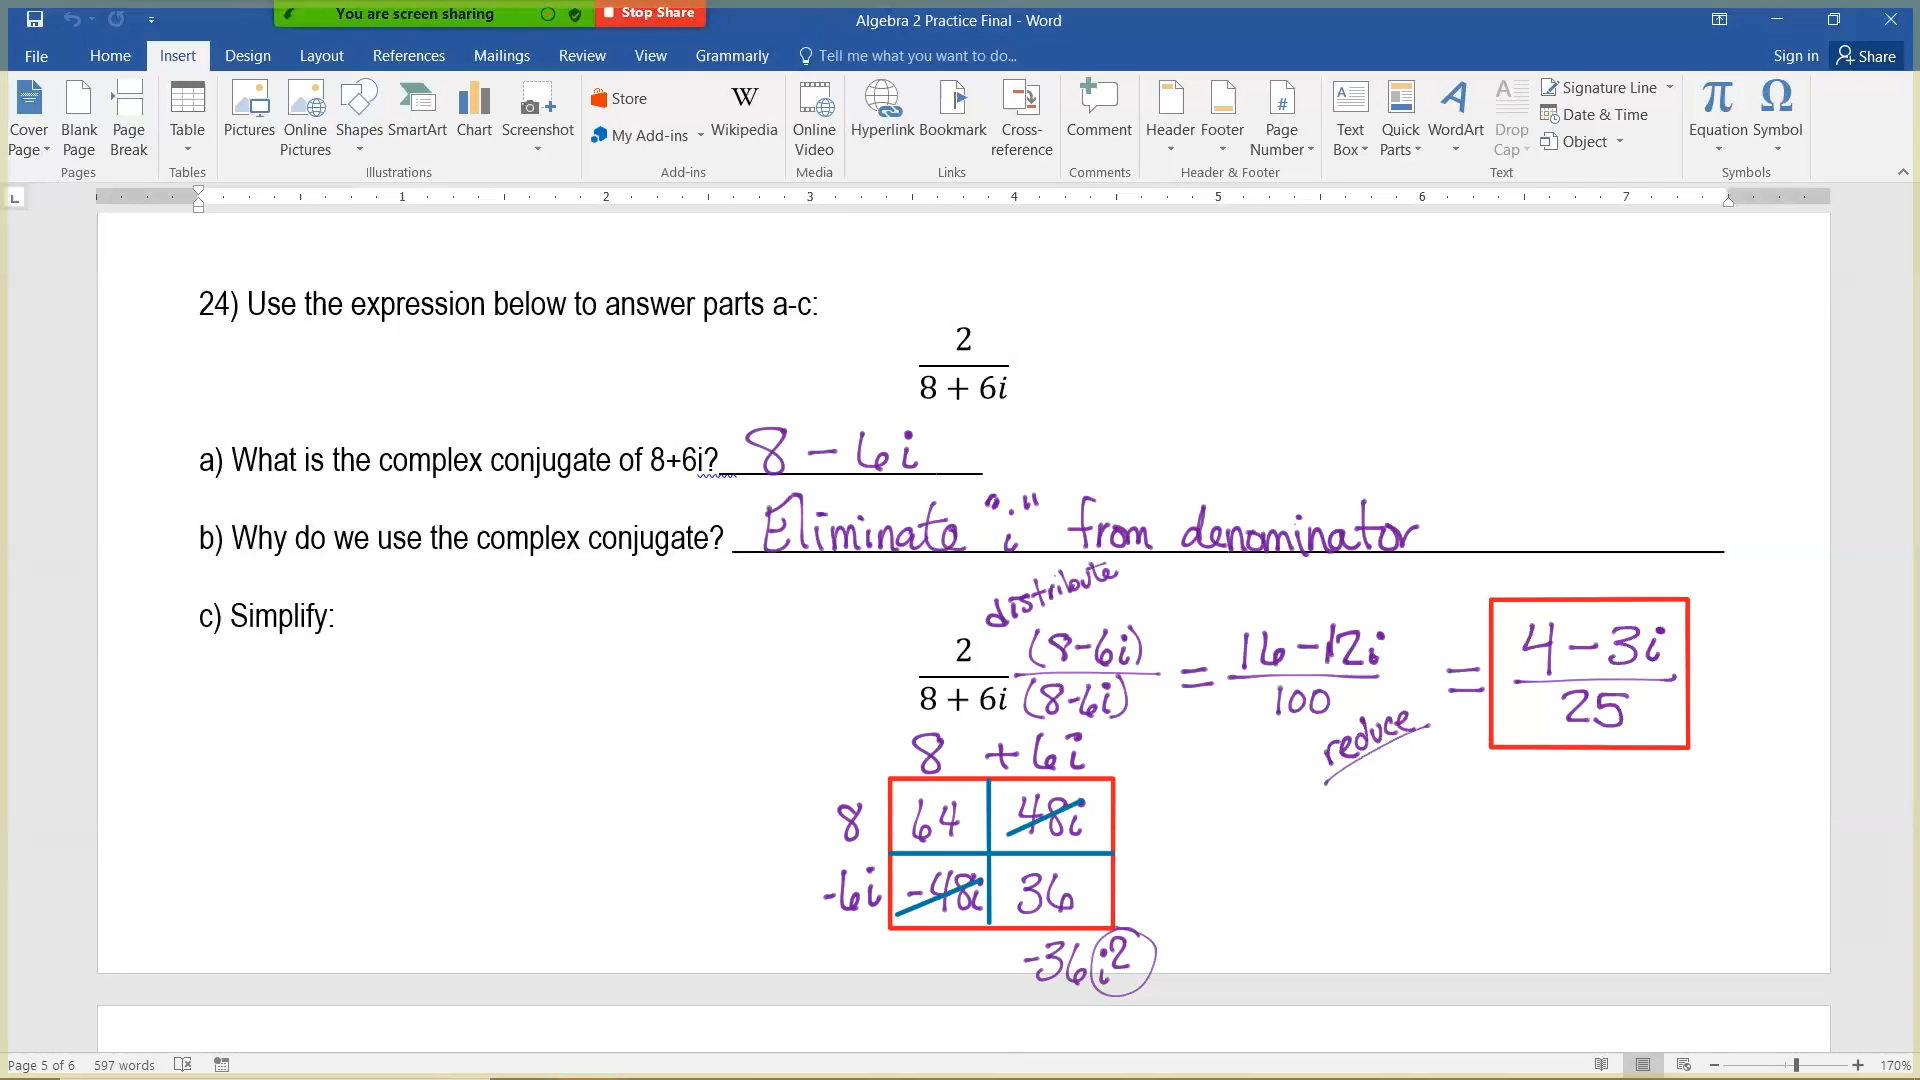 You are screen sharing
Stop Share
Algebra 2 Practice Final - Word
File Home Insert Design Layout References Mailings Review View Grammarly Tell me what you want to do...
Sign in Share
Cover Page
Blank Page
Page Break
Table
Pictures
Online Pictures
Shapes
SmartArt
Chart
Screenshot
Store
My Add-ins
W
Wikipedia
Online Video
Hyperlink
Bookmark
Cross-reference
Comment
Header
Footer
Page Number
Text Box
Quick Parts
WordArt
Drop Cap
Signature Line
Date & Time
Object
π
Equation
Ω
Symbol
Pages Tables Illustrations Add-ins Media Links Comments Header & Footer Text Symbols
L
1 2 3 4 5 6 7
24) Use the expression below to answer parts a-c:
2
8 + 6i
a) What is the complex conjugate of 8+6i? 8 - 6i
b) Why do we use the complex conjugate? Eliminate "i" from denominator
distribute
c) Simplify:
2 (8-6i) = 16-12i = 4-3i
8 + 6i (8-6i) 100 25
reduce
8 +6i
8 64 48i
-6i -48i 36
-36i²
Page 5 of 6 597 words 170%